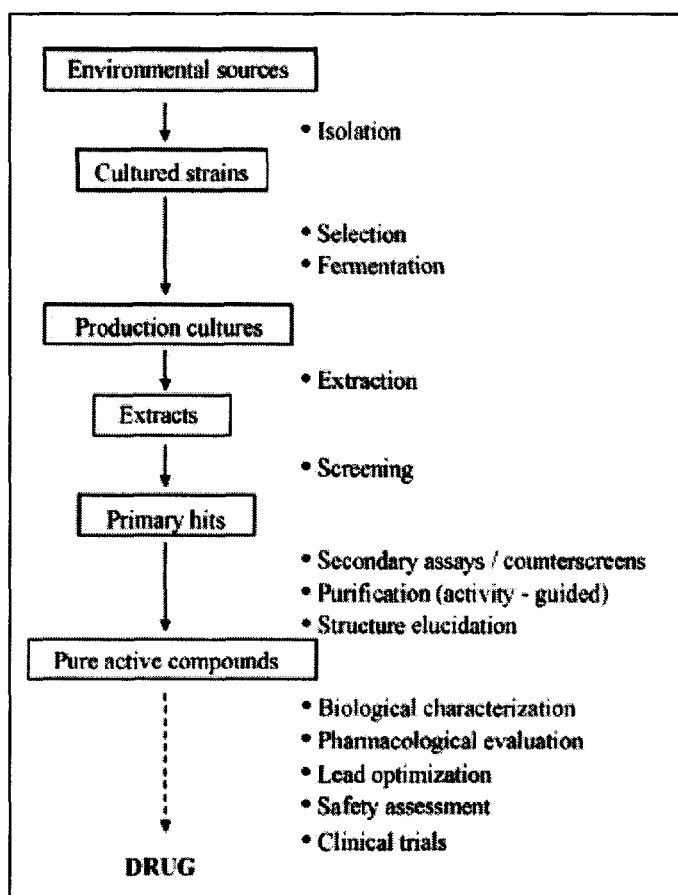 Environmental sources
• Isolation
Cultured strains
• Selection
• Fermentation
Production cultures
• Extraction
Extracts
• Screening
Primary hits
• Secondary assays / counterscreens
• Purification (activity - guided)
• Structure elucidation
Pure active compounds
• Biological characterization
• Pharmacological evaluation
• Lead optimization
• Safety assessment
• Clinical trials
DRUG